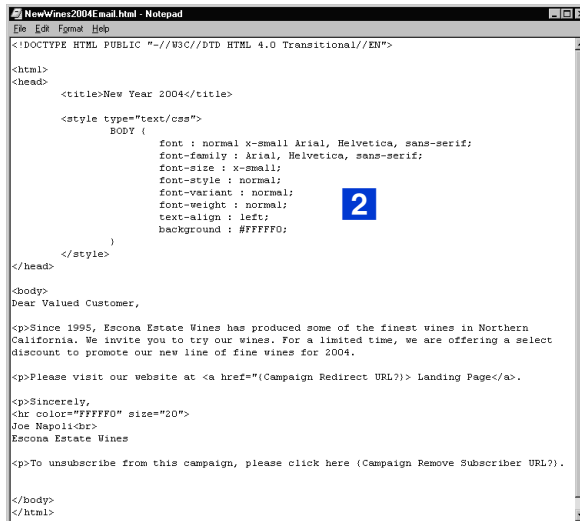 NewWines2004Email.html - Notepad
File Edit Format Help
<!DOCTYPE HTML PUBLIC "-//W3C//DTD HTML 4.0 Transitional//EN">
<html>
<head>
<title>New Year 2004</title>
<style type="text/css">
BODY {
font : normal x-small Arial, Helvetica, sans-serif;
font-family : Arial, Helvetica, sans-serif;
font-size : x-small;
font-style : normal;
font-variant : normal;
font-weight : normal;
text-align : left;
background : #FFFFF0;
2
}
</style>
</head>
<body>
Dear Valued Customer,
<p>Since 1995, Escona Estate Wines has produced some of the finest wines in Northern
California. We invite you to try our wines. For a limited time, we are offering a select
discount to promote our new line of fine wines for 2004.
<p>Please visit our website at <a href="{Campaign Redirect URL?}> Landing Page</a>.
<p>Sincerely,
<hr color="FFFFF0" size="20">
Joe Napoli<br>
Escona Estate Wines
<p>To unsubscribe from this campaign, please click here {Campaign Remove Subscriber URL?}.
</body>
</html>